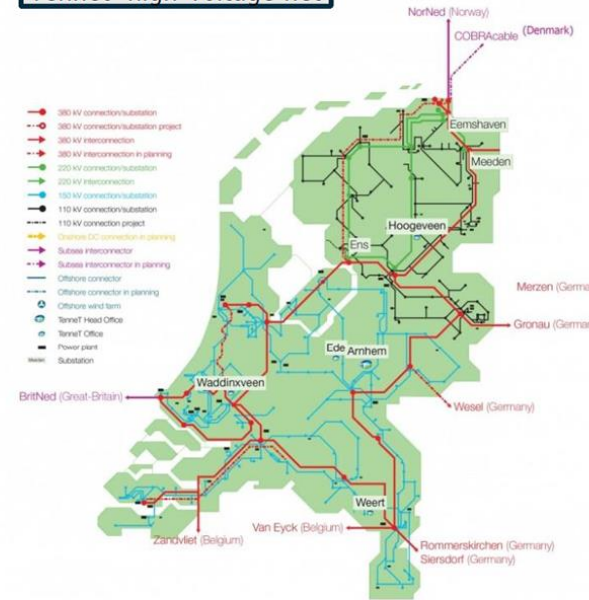 NorNed (Norway)
COBRAcable (Denmark)
380 kV connection/substation
380 kV connection/substation project
380 kV interconnection
380 kV interconnection in planning
220 kV connection/substation
220 kV interconnection
150 kV connection/substation
110 kV connection/substation
110 kV connection project
Onshore DC connection in planning
Subsea interconnector
Subsea interconnector in planning
Offshore connector
Offshore connector in planning
Offshore wind farm
TenneT Head Office
TenneT Office
Power plant
Substation
Eemshaven
Meeden
Hoogeveen
Ens
Merzen (Germa
Gronau (Germa
Ede Arnhem
Waddinxveen
BritNed (Great-Britain)
Wesel (Germany)
Weert
Zandvliet (Belgium)
Van Eyck (Belgium)
Rommerskirchen (Germany)
Siersdorf (Germany)